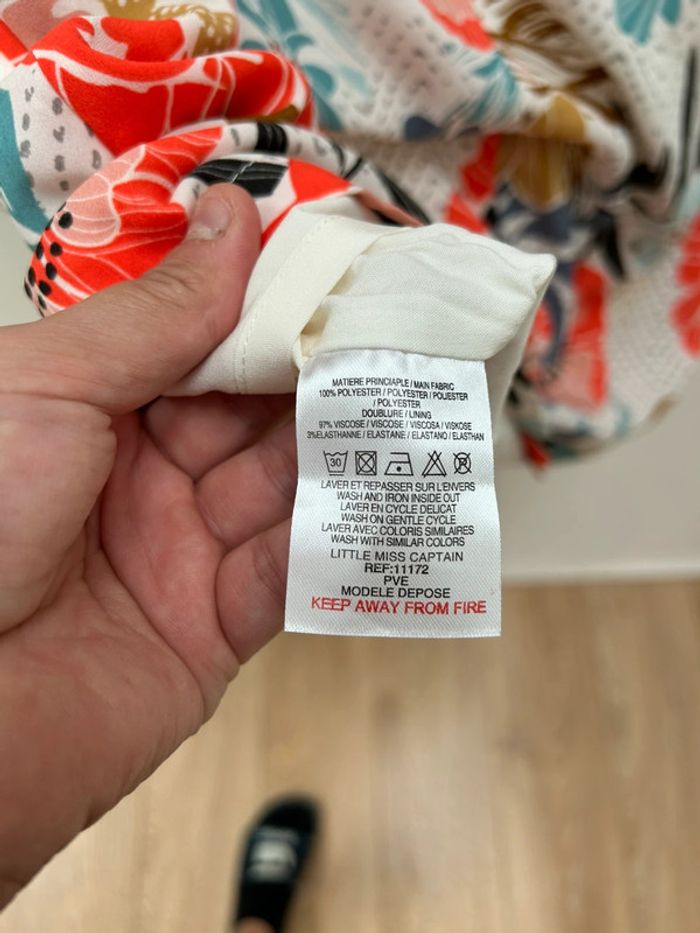 MATIERE PRINCIAPLE / MAIN FABRIC
100% POLYESTER / POLYESTER / POLIESTER
/ POLYESTER
DOUBLURE / LINING
97% VISCOSE / VISCOSE / VISCOSA / VISKOSE
3%ELASTHANNE / ELASTANE / ELASTANO / ELASTHAN
30
LAVER ET REPASSER SUR L'ENVERS
WASH AND IRON INSIDE OUT
LAVER EN CYCLE DELICAT
WASH ON GENTLE CYCLE
LAVER AVEC COLORIS SIMILAIRES
WASH WITH SIMILAR COLORS
LITTLE MISS CAPTAIN
REF:11172
PVE
MODELE DEPOSE
KEEP AWAY FROM FIRE